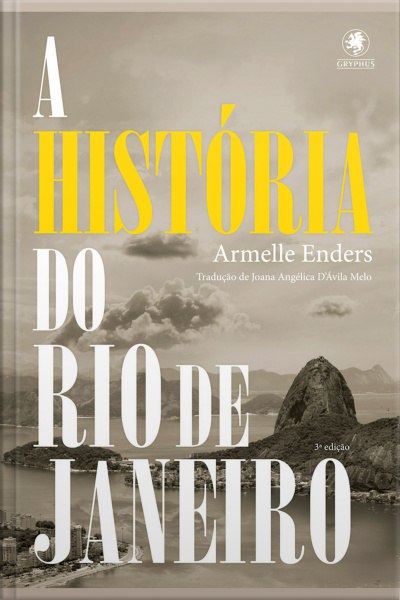 GRYPHUS
A
HISTÓRIA
Armelle Enders
Tradução de Joana Angélica D'Ávila Melo
DO
RIO DE
3ª edição
JANEIRO